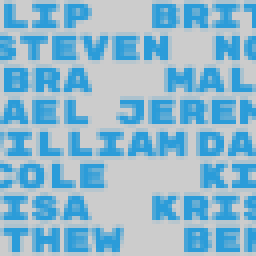 LIP BRIT
STEVEN NO
BRA MAL
AEL JEREM
WILLIAM DA
COLE KI
ISA KRIS
THEW BEN